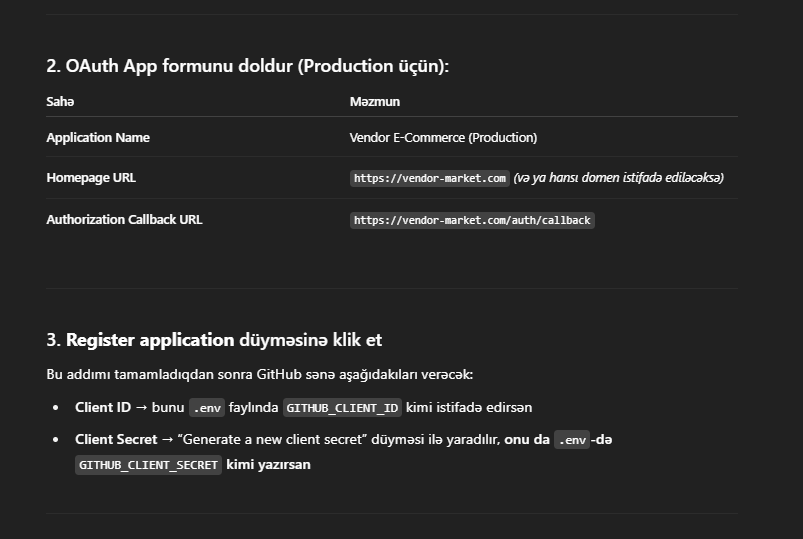 2. OAuth App formunu doldur (Production üçün):
Sahə Məzmun
Application Name Vendor E-Commerce (Production)
Homepage URL https://vendor-market.com (və ya hansı domen istifadə ediləcəksə)
Authorization Callback URL https://vendor-market.com/auth/callback
3. Register application düyməsinə klik et
Bu addımı tamamladıqdan sonra GitHub sənə aşağıdakıları verəcək:
• Client ID → bunu .env faylında GITHUB_CLIENT_ID kimi istifadə edirsən
• Client Secret → “Generate a new client secret” düyməsi ilə yaradılır, onu da .env-də
GITHUB_CLIENT_SECRET kimi yazırsan